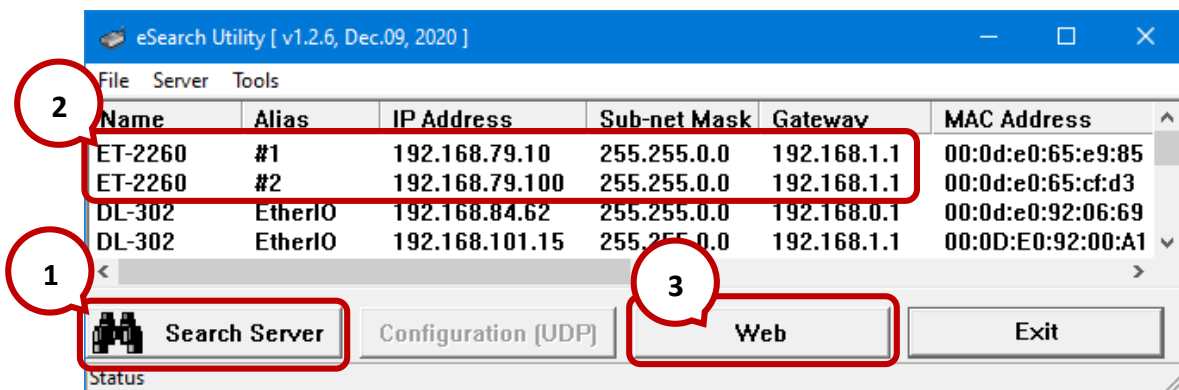 eSearch Utility [ v1.2.6, Dec.09, 2020 ]
File Server Tools
2
Name Alias IP Address Sub-net Mask Gateway MAC Address
ET-2260 #1 192.168.79.10 255.255.0.0 192.168.1.1 00:0d:e0:65:e9:85
ET-2260 #2 192.168.79.100 255.255.0.0 192.168.1.1 00:0d:e0:65:cf:d3
DL-302 EtherIO 192.168.84.62 255.255.0.0 192.168.0.1 00:0d:e0:92:06:69
DL-302 EtherIO 192.168.101.15 255.255.0.0 192.168.1.1 00:0D:E0:92:00:A1
1
3
Search Server Configuration (UDP) Web Exit
Status